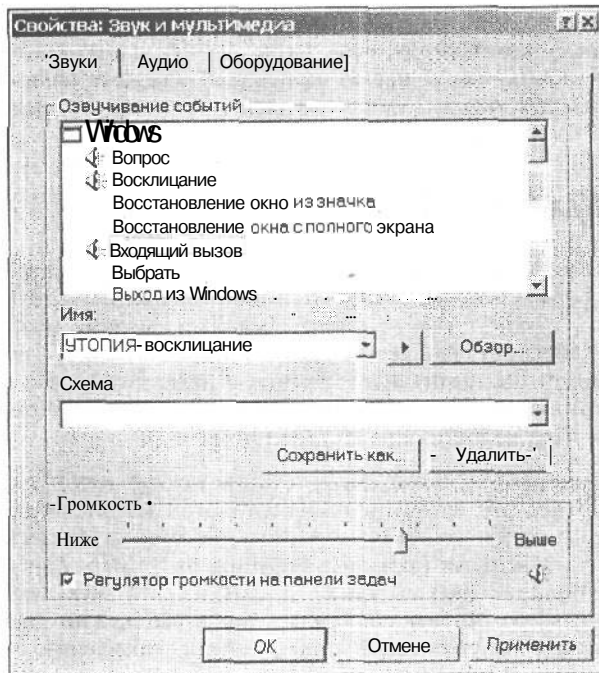 Свойства: Звук и мультимедиа
'Звуки | Аудио | Оборудование]
Озвучивание событий
Windows
Вопрос
Восклицание
Восстановление окно из значка
Восстановление окна с полного экрана
Входящий вызов
Выбрать
Выход из Windows
Имя:
УТОПИЯ-восклицание
Обзор...
Схема
Сохранить как...
- Удалить-'
-Громкость •
Ниже
Выше
Регулятор громкости на панели задач
OK
Отмене
Применить